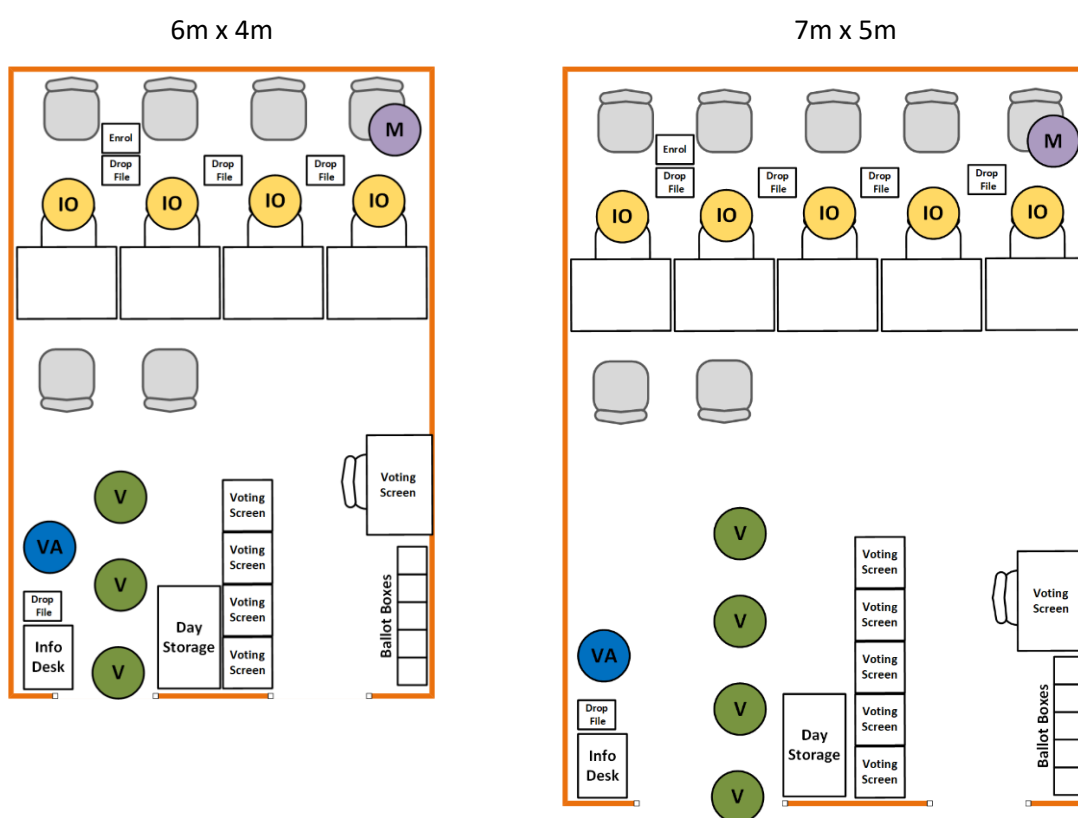 6m x 4m
M
Enrol
Drop
File
Drop
File
Drop
File
IO
IO
IO
IO
Voting
Screen
V
Voting
Screen
VA
Voting
Screen
V
Drop
File
Voting
Screen
Day
Storage
Ballot Boxes
Info
Desk
V
Voting
Screen
7m x 5m
M
Enrol
Drop
File
Drop
File
Drop
File
Drop
File
IO
IO
IO
IO
IO
V
Voting
Screen
Voting
Screen
Voting
Screen
V
VA
Voting
Screen
Drop
File
V
Voting
Screen
Ballot Boxes
Day
Storage
Info
Desk
Voting
Screen
V